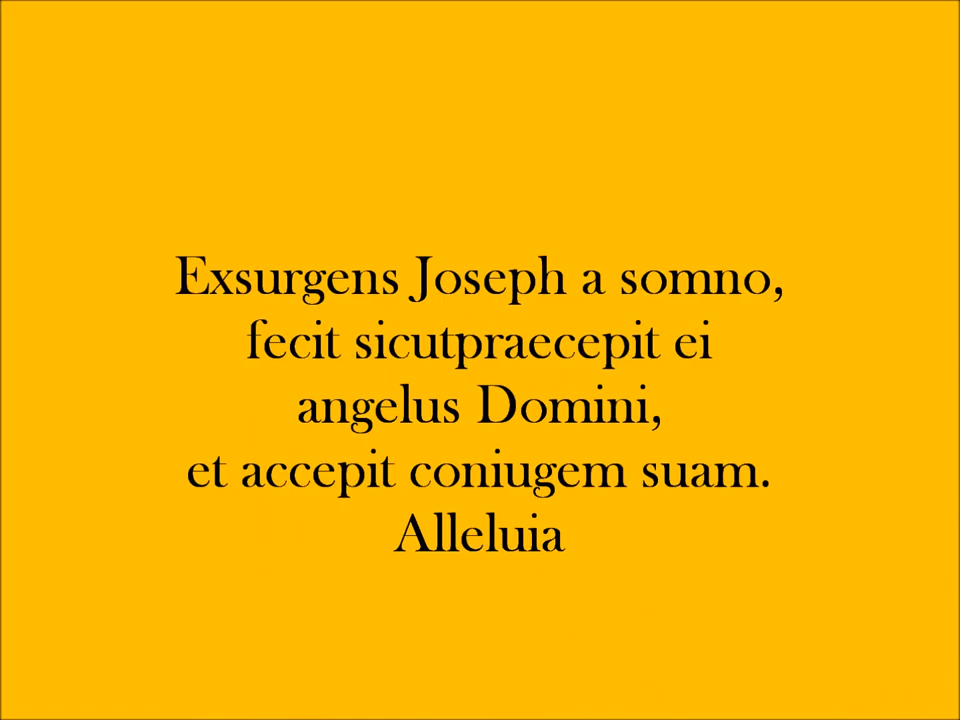 Exsurgens Joseph a somno,
fecit sicutpraecepit ei
angelus Domini,
et accepit coniugem suam.
Alleluia